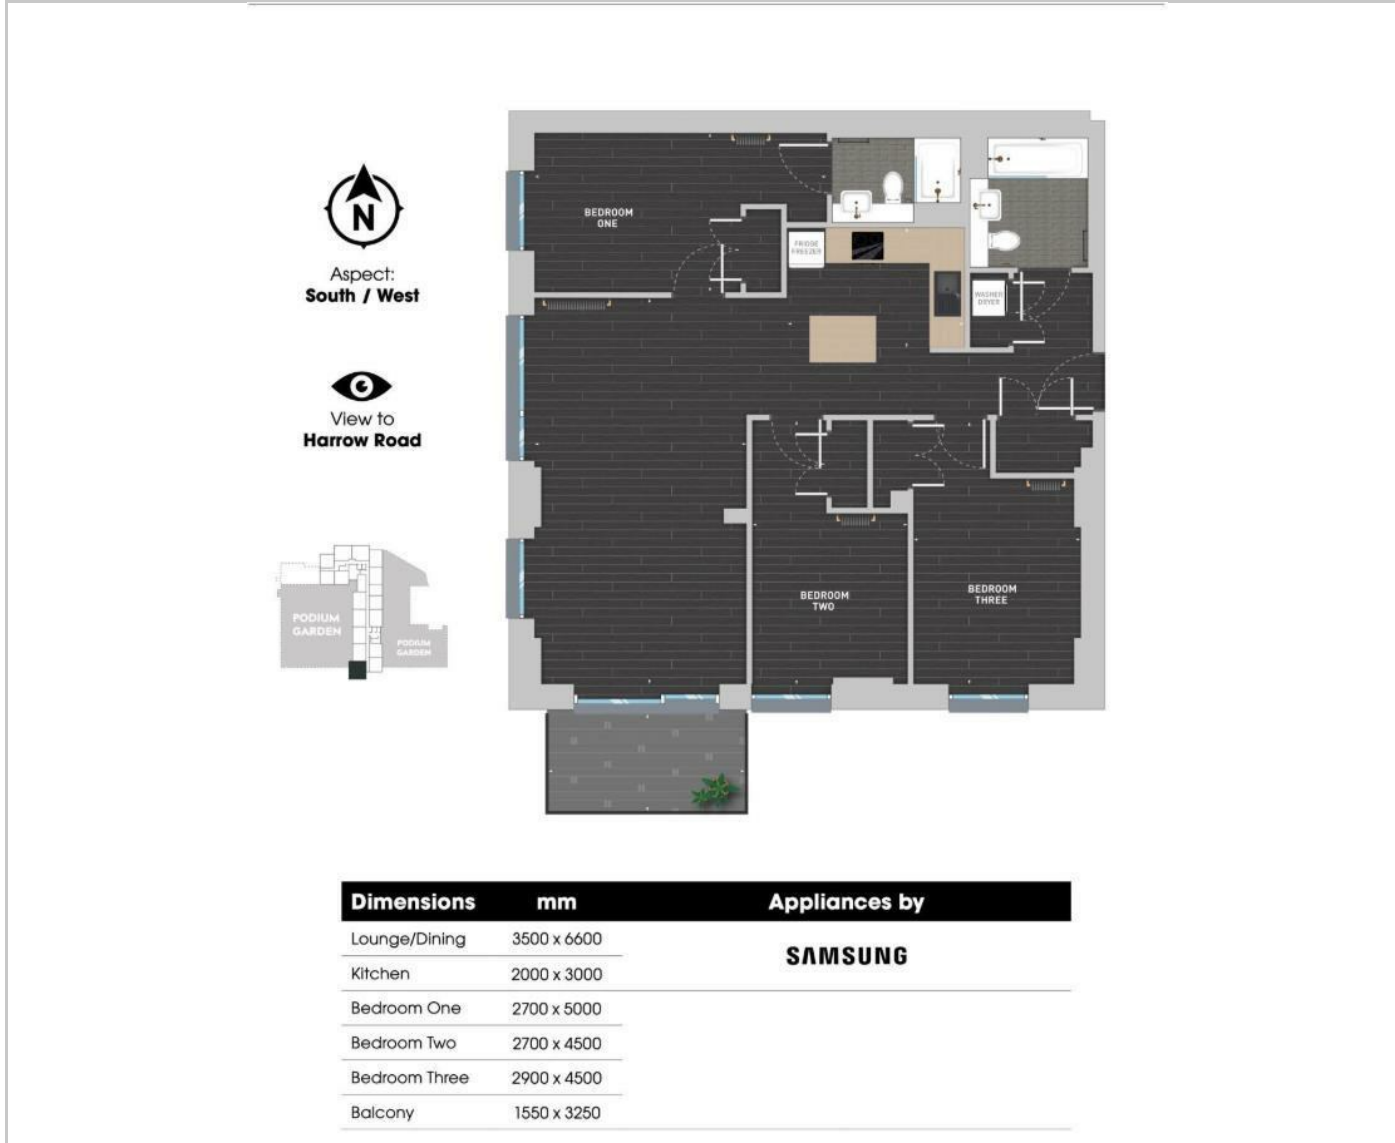 BEDROOM
ONE
FRIDGE
FREEZER
N
Aspect:
South / West
WASHER
DRYER
View to
Harrow Road
BEDROOM
TWO
BEDROOM
THREE
PODIUM
GARDEN
PODIUM
GARDEN
Dimensions mm Appliances by
Lounge/Dining 3500 x 6600
SAMSUNG
Kitchen 2000 x 3000
Bedroom One 2700 x 5000
Bedroom Two 2700 x 4500
Bedroom Three 2900 x 4500
Balcony 1550 x 3250